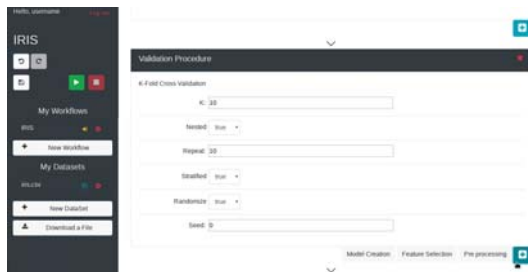 Hello, username
IRIS
My Workflows
IRIS
New Workflow
My Datasets
New DataSet
Download a File
Validation Procedure
K-Fold Cross-Validation
K: 10
Nested true
Repeat 10
Stratified true
Randomize true
Seed: 0
Model Creation Feature Selection Pre processing